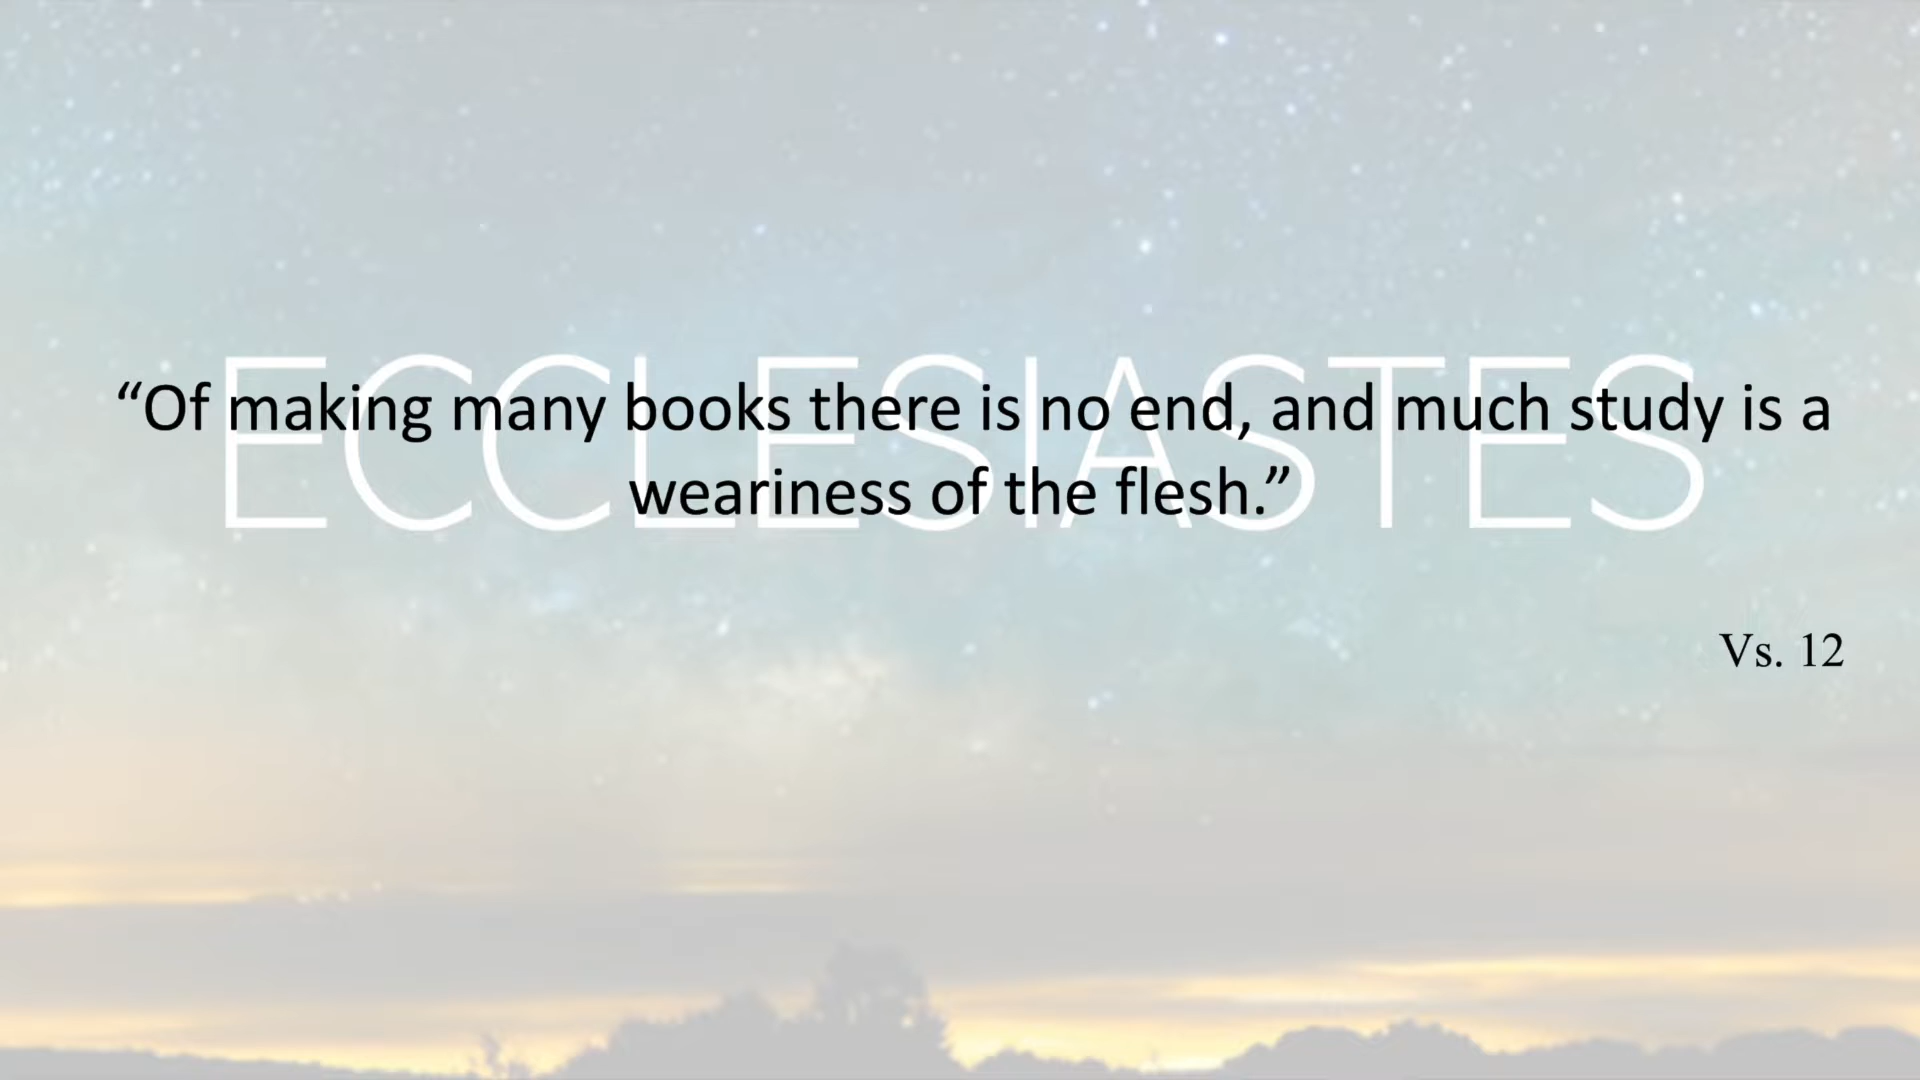 ECCLESIASTES
“Of making many books there is no end, and much study is a
weariness of the flesh.”
Vs. 12